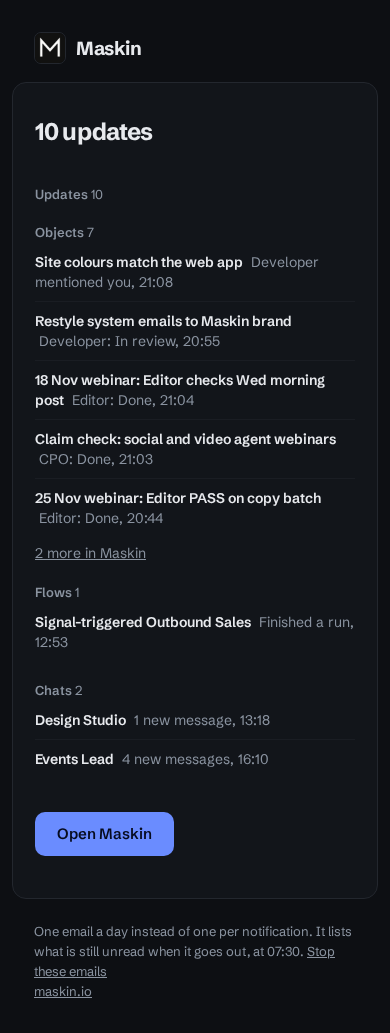 Maskin
10 updates
Updates 10
Objects 7
Site colours match the web app Developer
mentioned you, 21:08
Restyle system emails to Maskin brand
Developer: In review, 20:55
18 Nov webinar: Editor checks Wed morning
post Editor: Done, 21:04
Claim check: social and video agent webinars
CPO: Done, 21:03
25 Nov webinar: Editor PASS on copy batch
Editor: Done, 20:44
2 more in Maskin
Flows 1
Signal-triggered Outbound Sales Finished a run,
12:53
Chats 2
Design Studio 1 new message, 13:18
Events Lead 4 new messages, 16:10
Open Maskin
One email a day instead of one per notification. It lists
what is still unread when it goes out, at 07:30. Stop
these emails
maskin.io